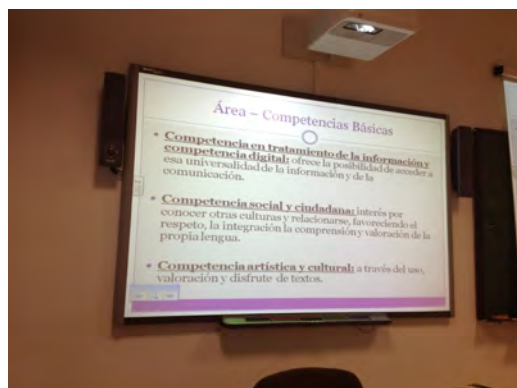 Área – Competencias Básicas
• Competencia en tratamiento de la información y
competencia digital: ofrece la posibilidad de acceder a
esa universalidad de la información y de la
comunicación.
• Competencia social y ciudadana: interés por
conocer otras culturas y relacionarse, favoreciendo el
respeto, la integración la comprensión y valoración de la
propia lengua.
• Competencia artística y cultural: a través del uso,
valoración y disfrute de textos.